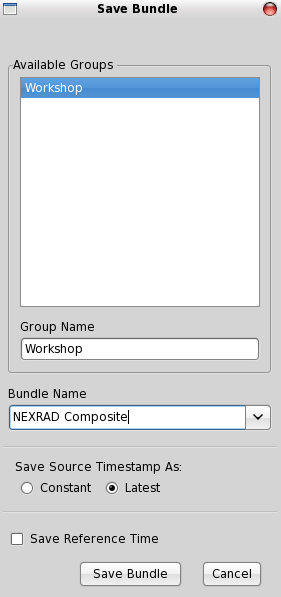 Save Bundle
Available Groups
Workshop
Group Name
Workshop
Bundle Name
NEXRAD Composite
Save Source Timestamp As:
Constant Latest
Save Reference Time
Save Bundle Cancel